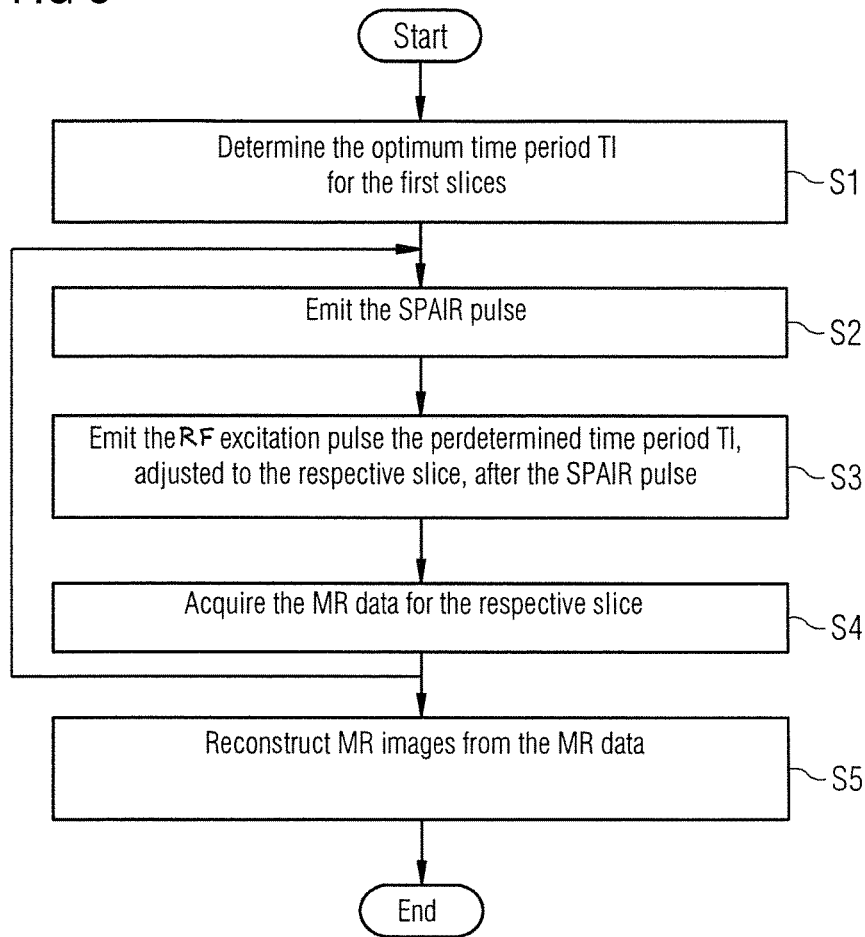 Start
Determine the optimum time period TI
for the first slices
S1
Emit the SPAIR pulse
S2
Emit the RF excitation pulse the perdetermined time period TI,
adjusted to the respective slice, after the SPAIR pulse
S3
Acquire the MR data for the respective slice
S4
Reconstruct MR images from the MR data
S5
End